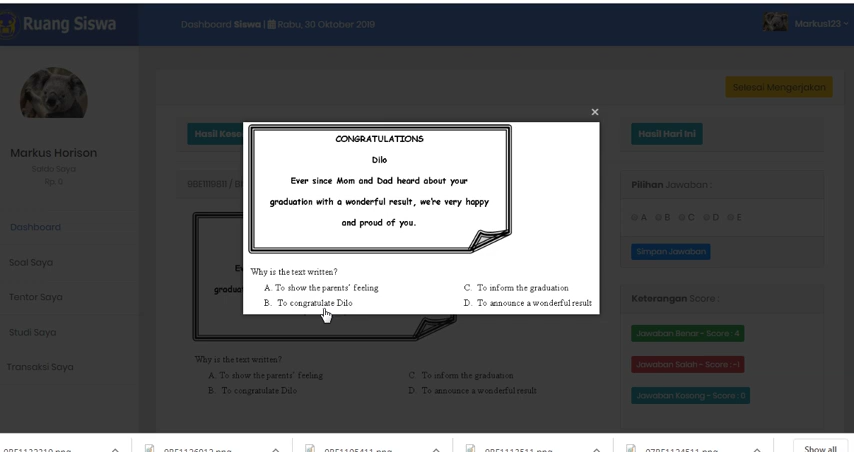 Ruang Siswa
Dashboard Siswa | Rabu, 30 Oktober 2019
Markus123
Selesai Mengerjakan
×
Hasil Hari Ini
CONGRATULATIONS
Dilo
Ever since Mom and Dad heard about your
graduation with a wonderful result, we're very happy
and proud of you.
Why is the text written?
A. To show the parents' feeling
B. To congratulate Dilo
C. To inform the graduation
D. To announce a wonderful result
Markus Horison
Rp. 0
Dashboard
Soal Saya
Tentor Saya
Studi Saya
Transaksi Saya
Why is the text written?
A. To show the parents' feeling
B. To congratulate Dilo
C. To inform the graduation
D. To announce a wonderful result
Pilihan Jawaban :
A B C D E
Simpan Jawaban
Keterangan Score :
Jawaban Benar - Score : 4
Jawaban Salah - Score : -1
Jawaban Kosong - Score : 0
Show all